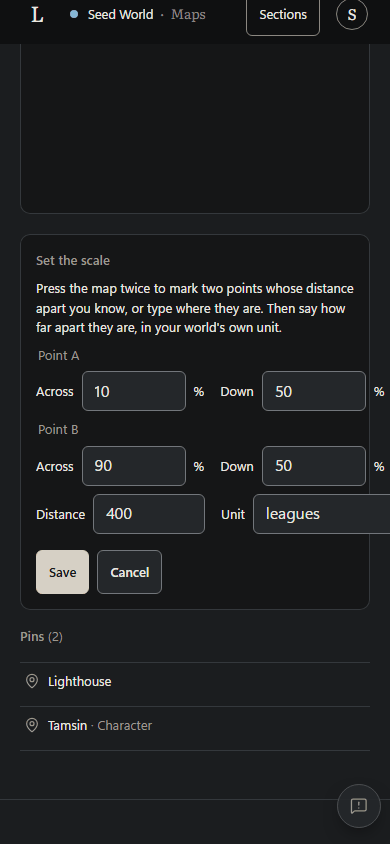 L Seed World · Maps Sections S
Set the scale
Press the map twice to mark two points whose distance
apart you know, or type where they are. Then say how
far apart they are, in your world's own unit.
Point A
Across 10 % Down 50 %
Point B
Across 90 % Down 50 %
Distance 400 Unit leagues
Save Cancel
Pins (2)
Lighthouse
Tamsin · Character